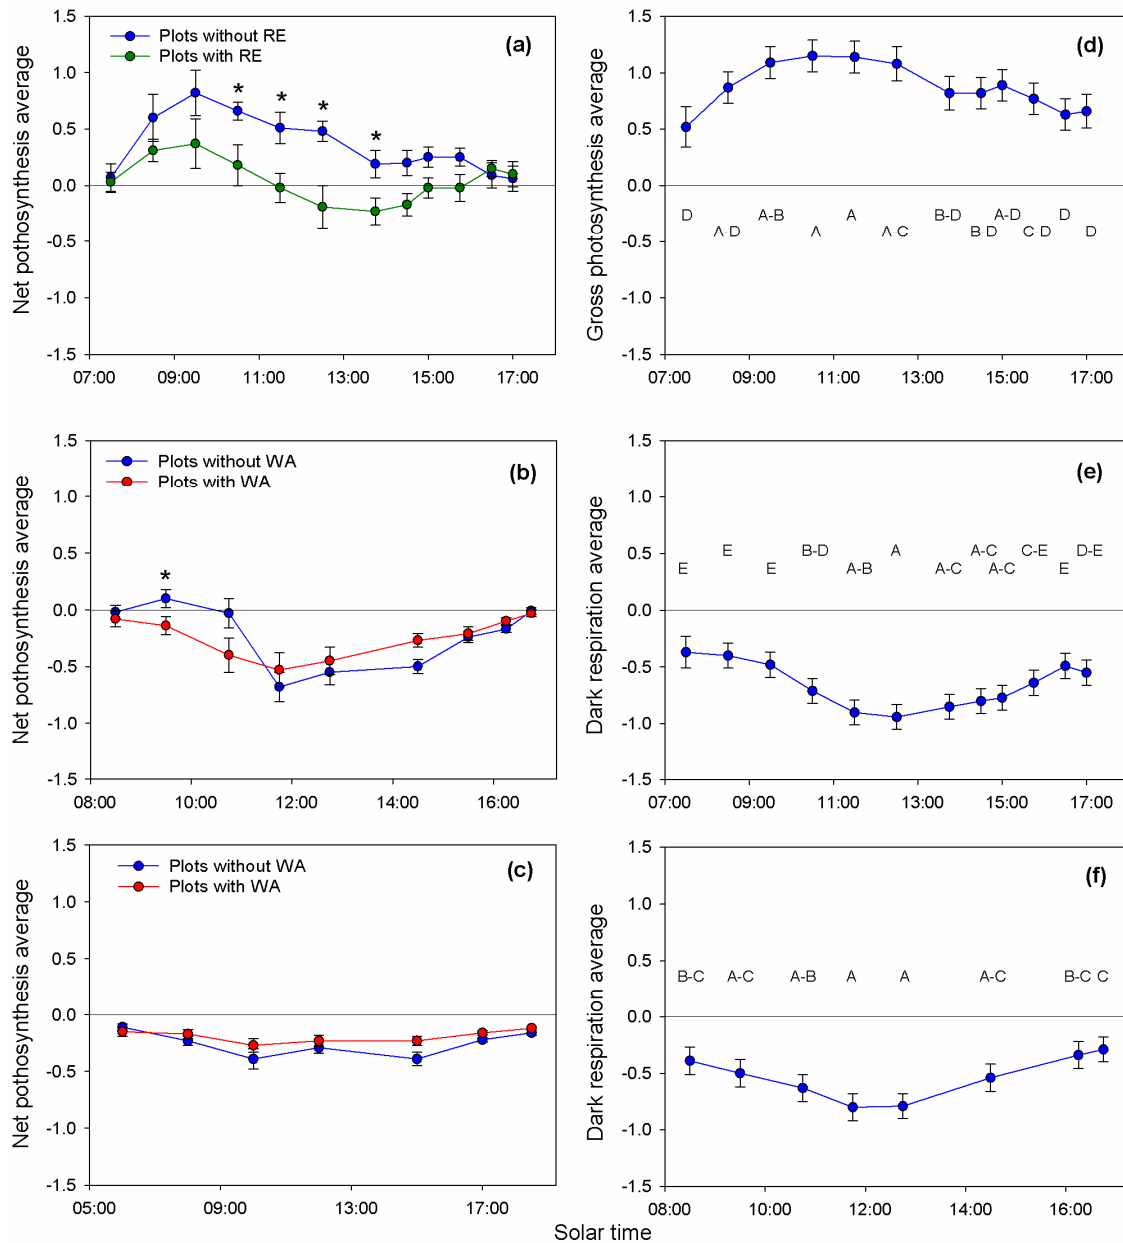 Plots without RE
Plots with RE
(a)
*
*
*
*
Net pothosynthesis average
1.5
1.0
0.5
0.0
-0.5
-1.0
-1.5
07:00
09:00
11:00
13:00
15:00
17:00
(d)
Gross photosynthesis average
1.5
1.0
0.5
0.0
-0.5
-1.0
-1.5
D
A-B
A
B-D
A-D
D
A D
A
A C
B D
C D
D
07:00
09:00
11:00
13:00
15:00
17:00
Plots without WA
Plots with WA
(b)
*
Net pothosynthesis average
1.5
1.0
0.5
0.0
-0.5
-1.0
-1.5
08:00
10:00
12:00
14:00
16:00
(e)
Dark respiration average
1.5
1.0
0.5
0.0
-0.5
-1.0
-1.5
E
B-D
A
A-C
C-E
D-E
E
E
A-B
A-C
A-C
E
07:00
09:00
11:00
13:00
15:00
17:00
Plots without WA
Plots with WA
(c)
Net pothosynthesis average
1.5
1.0
0.5
0.0
-0.5
-1.0
-1.5
05:00
09:00
13:00
17:00
(f)
Dark respiration average
1.5
1.0
0.5
0.0
-0.5
-1.0
-1.5
B-C
A-C
A-B
A
A
A-C
B-C
C
08:00
10:00
12:00
14:00
16:00
Solar time